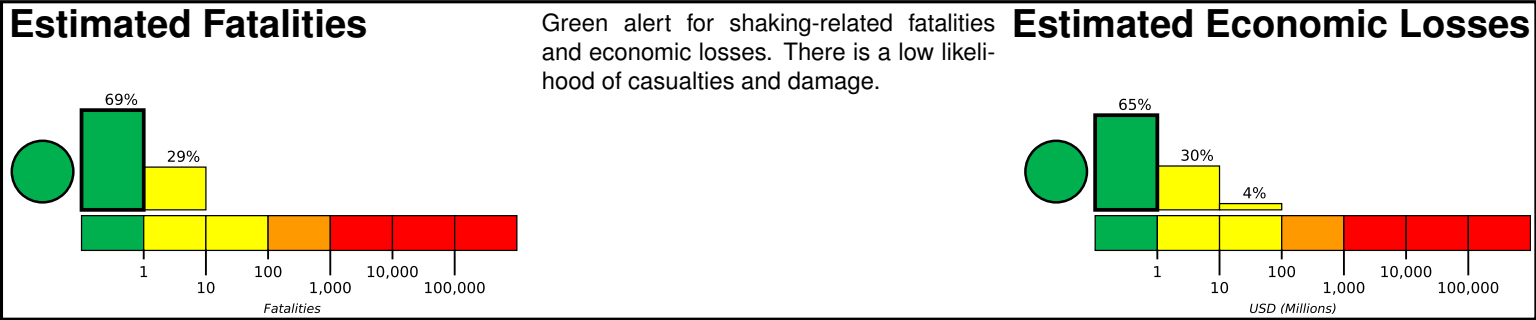 Estimated Fatalities
69%
29%
1
10
100
1,000
10,000
100,000
Fatalities
Green alert for shaking-related fatalities
and economic losses. There is a low likeli-
hood of casualties and damage.
Estimated Economic Losses
65%
30%
4%
1
10
100
1,000
10,000
100,000
USD (Millions)